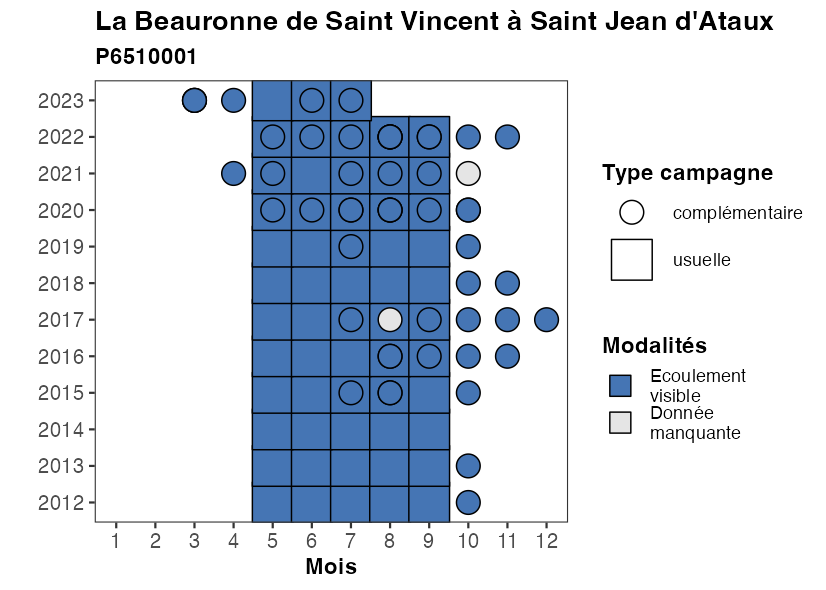 La Beauronne de Saint Vincent à Saint Jean d'Ataux
P6510001
2023
2022
2021
2020
2019
2018
2017
2016
2015
2014
2013
2012
1 2 3 4 5 6 7 8 9 10 11 12
Mois
Type campagne
complémentaire
usuelle
Modalités
Ecoulement
visible
Donnée
manquante